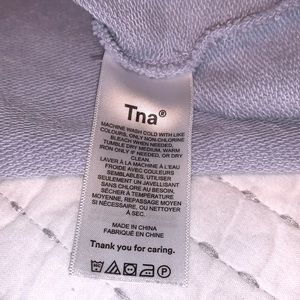 Tna®
MACHINE WASH COLD WITH LIKE
COLOURS, ONLY NON-CHLORINE
BLEACH WHEN NEEDED,
TUMBLE DRY MEDIUM, WARM
IRON ONLY IF NEEDED, OR DRY
CLEAN.
LAVER À LA MACHINE À L'EAU
FROIDE AVEC COULEURS
SEMBLABLES, UTILISER
SEULEMENT UN JAVELLISANT
SANS CHLORE AU BESOIN,
SÉCHER À TEMPÉRATURE
MOYENNE, REPASSAGE MOYEN
SI NÉCESSAIRE, OU NETTOYER
À SEC.
MADE IN CHINA
FABRIQUÉ EN CHINE
Thank you for caring.